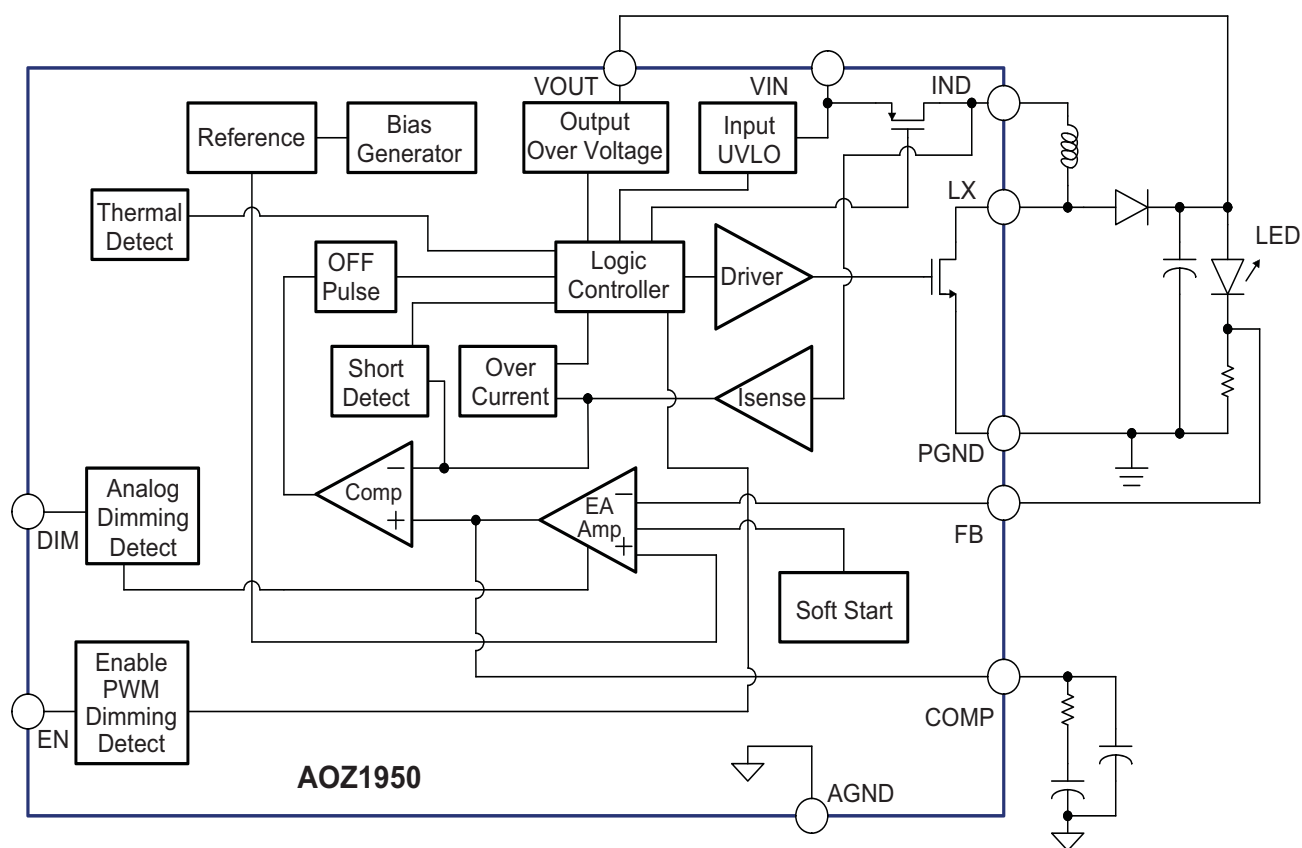 VOUT
VIN
IND
Reference
Bias
Generator
Output
Over Voltage
Input
UVLO
Thermal
Detect
LX
LED
OFF
Pulse
Logic
Controller
Driver
Short
Detect
Over
Current
Isense
PGND
Analog
Dimming
Detect
DIM
−
Comp
+
−
EA
Amp
+
FB
Soft Start
Enable
PWM
Dimming
Detect
EN
COMP
AOZ1950
AGND